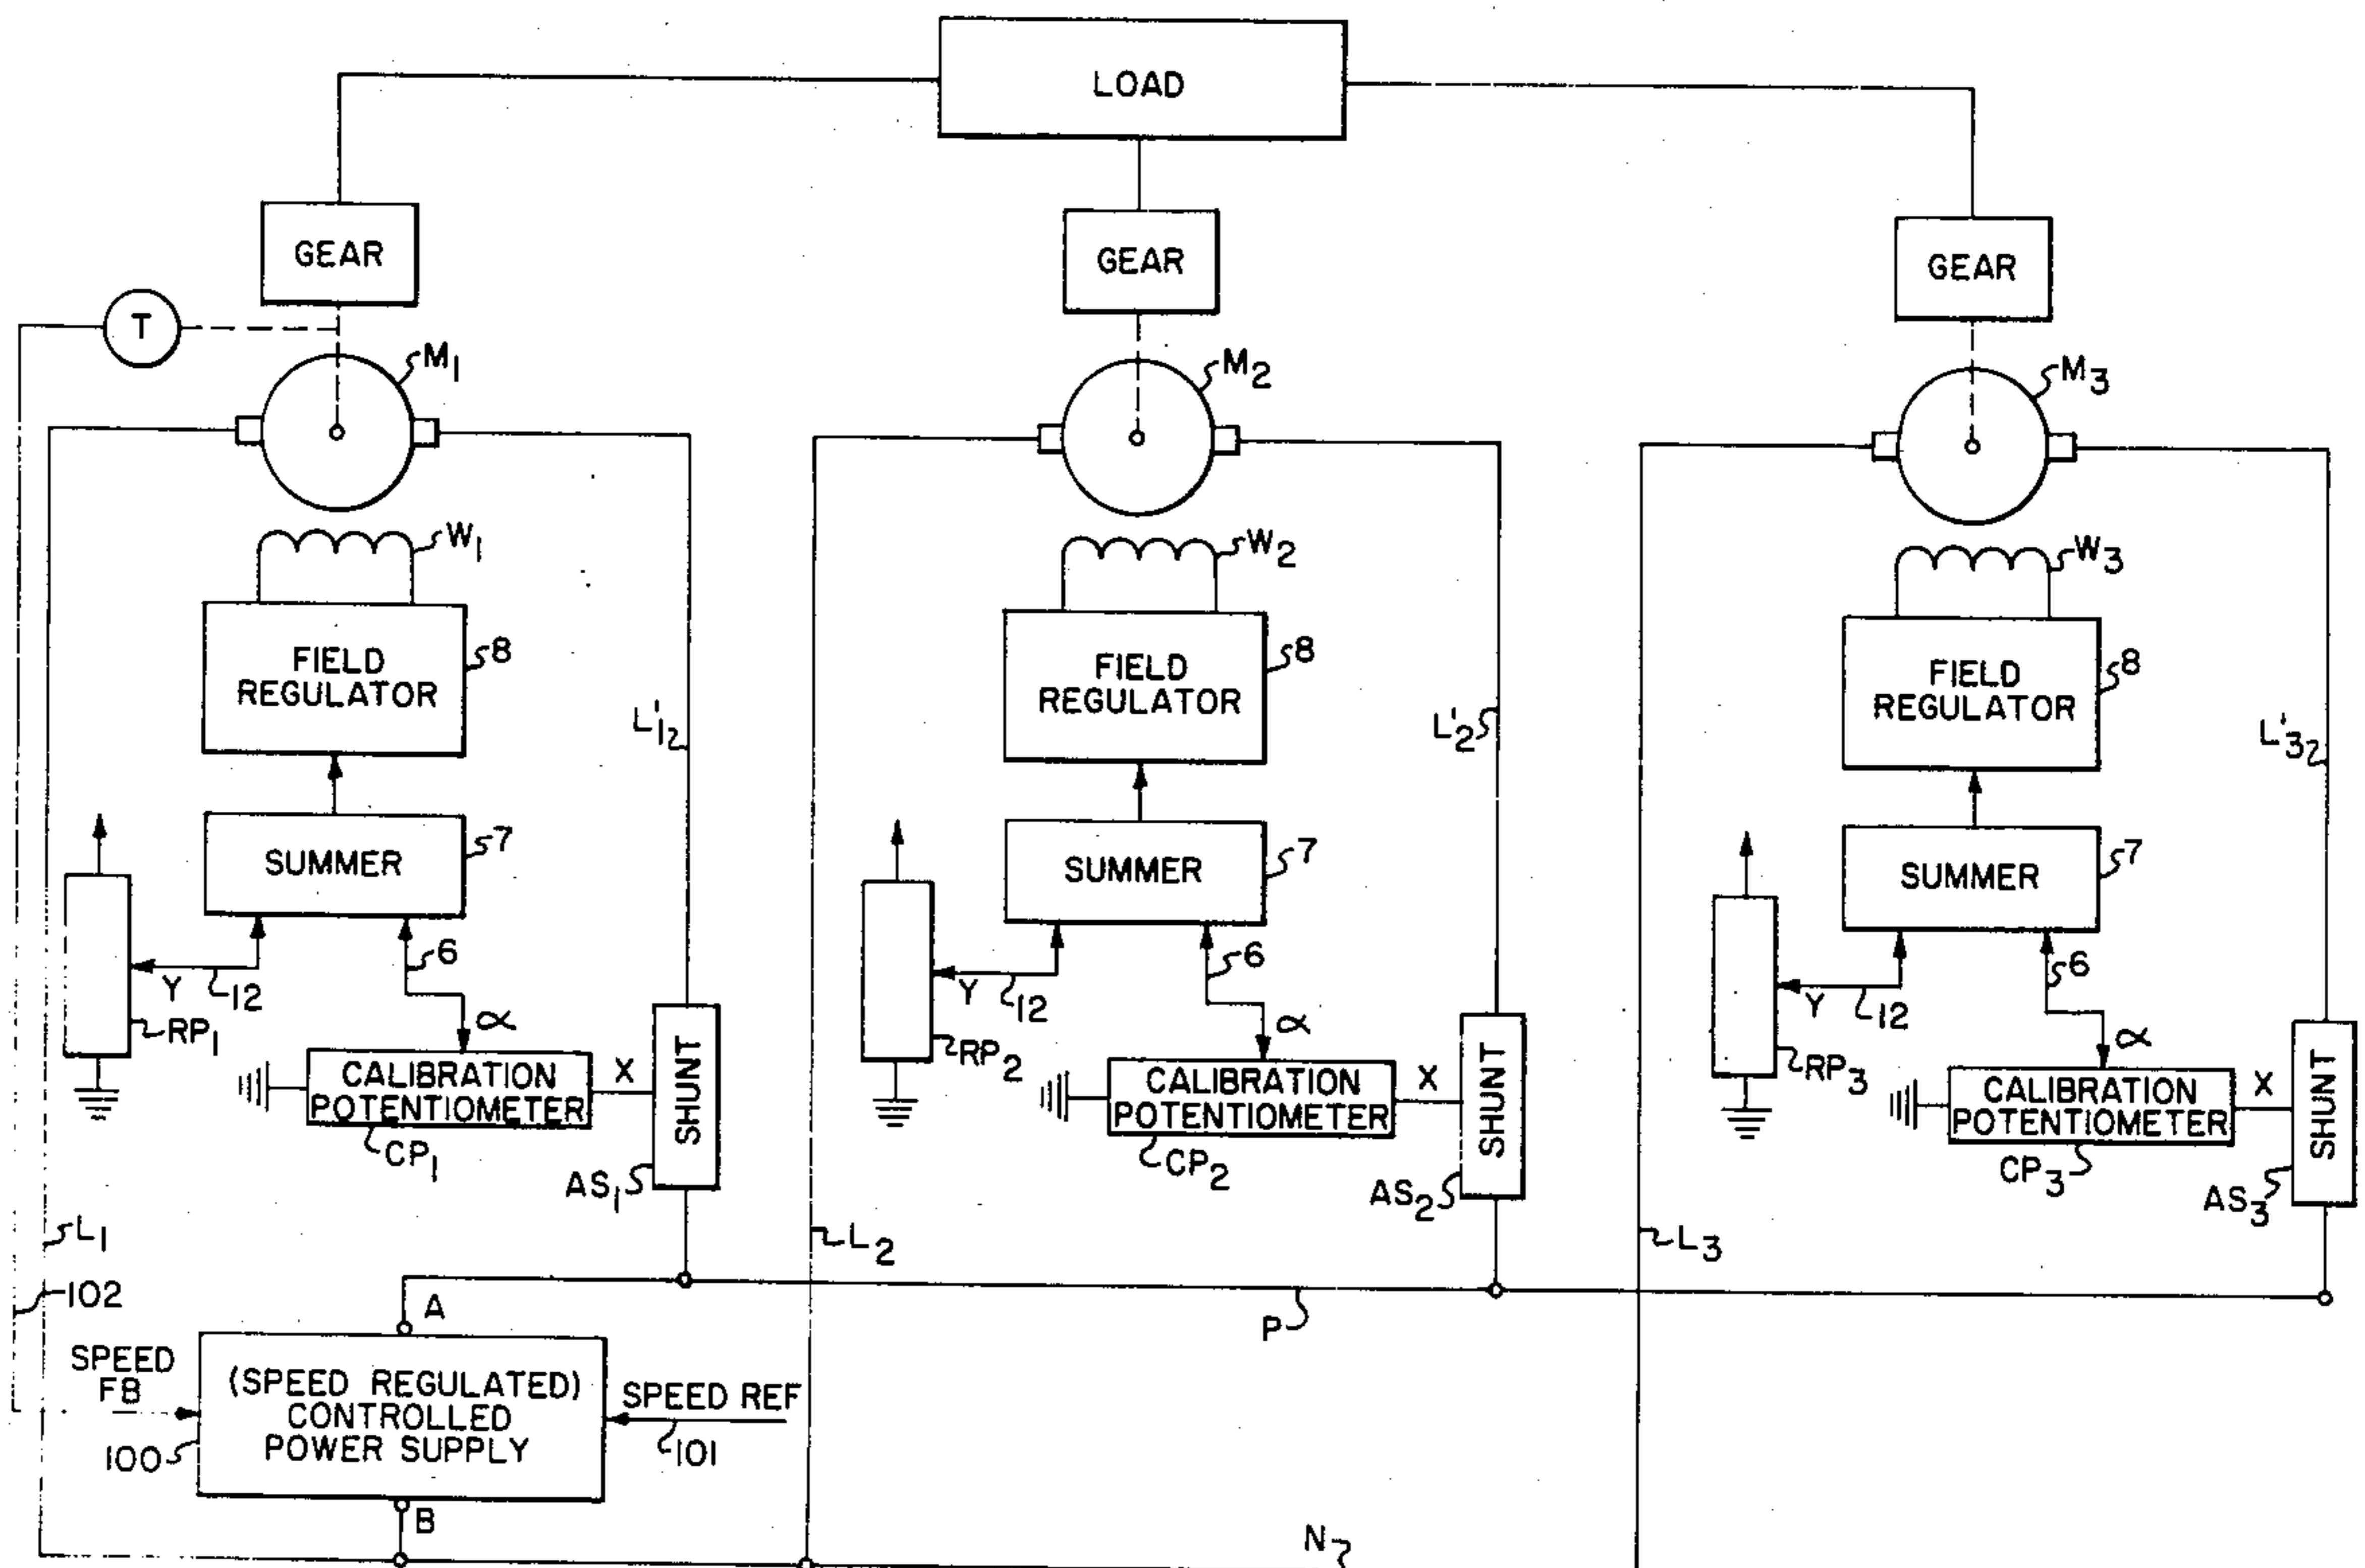 LOAD
GEAR
GEAR
GEAR
T
M1
M2
M3
W1
W2
W3
FIELD
REGULATOR
8
FIELD
REGULATOR
8
FIELD
REGULATOR
8
L'1
L'2
L'3
SUMMER
7
SUMMER
7
SUMMER
7
6
6
6
Y
12
Y
12
Y
12
RP1
RP2
RP3
α
α
α
CALIBRATION
POTENTIOMETER
X
SHUNT
CALIBRATION
POTENTIOMETER
X
SHUNT
CALIBRATION
POTENTIOMETER
X
SHUNT
CP1
CP2
CP3
AS1
AS2
AS3
L1
L2
L3
102
A
P
SPEED
FB
(SPEED REGULATED)
CONTROLLED
POWER SUPPLY
SPEED REF
100
101
B
N